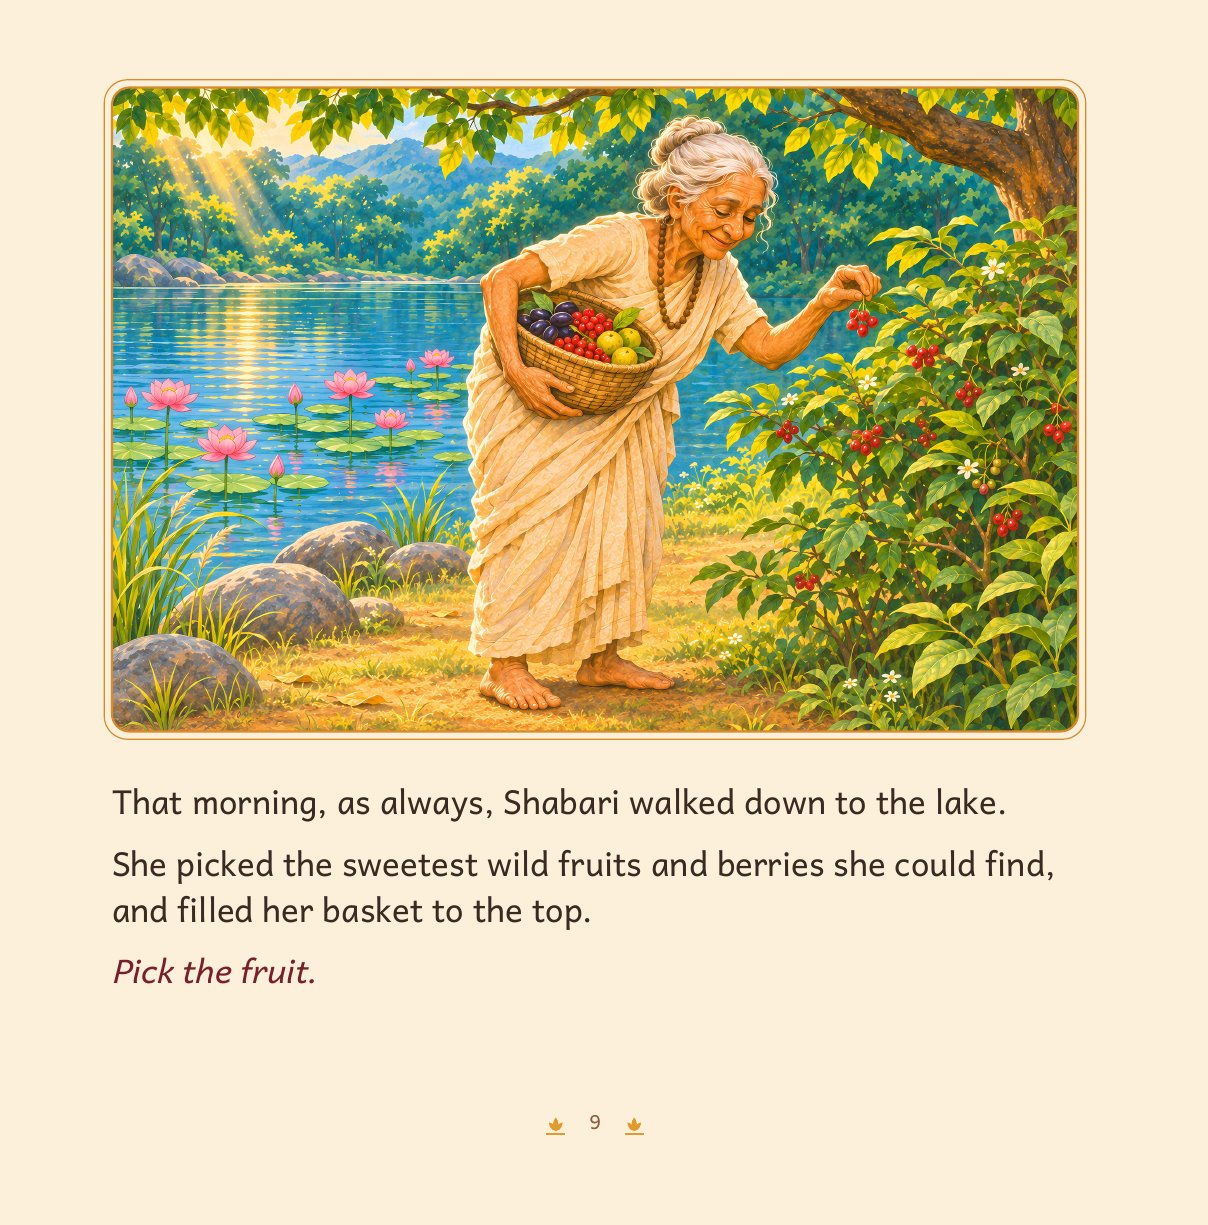 That morning, as always, Shabari walked down to the lake.
She picked the sweetest wild fruits and berries she could find,
and filled her basket to the top.
Pick the fruit.
9